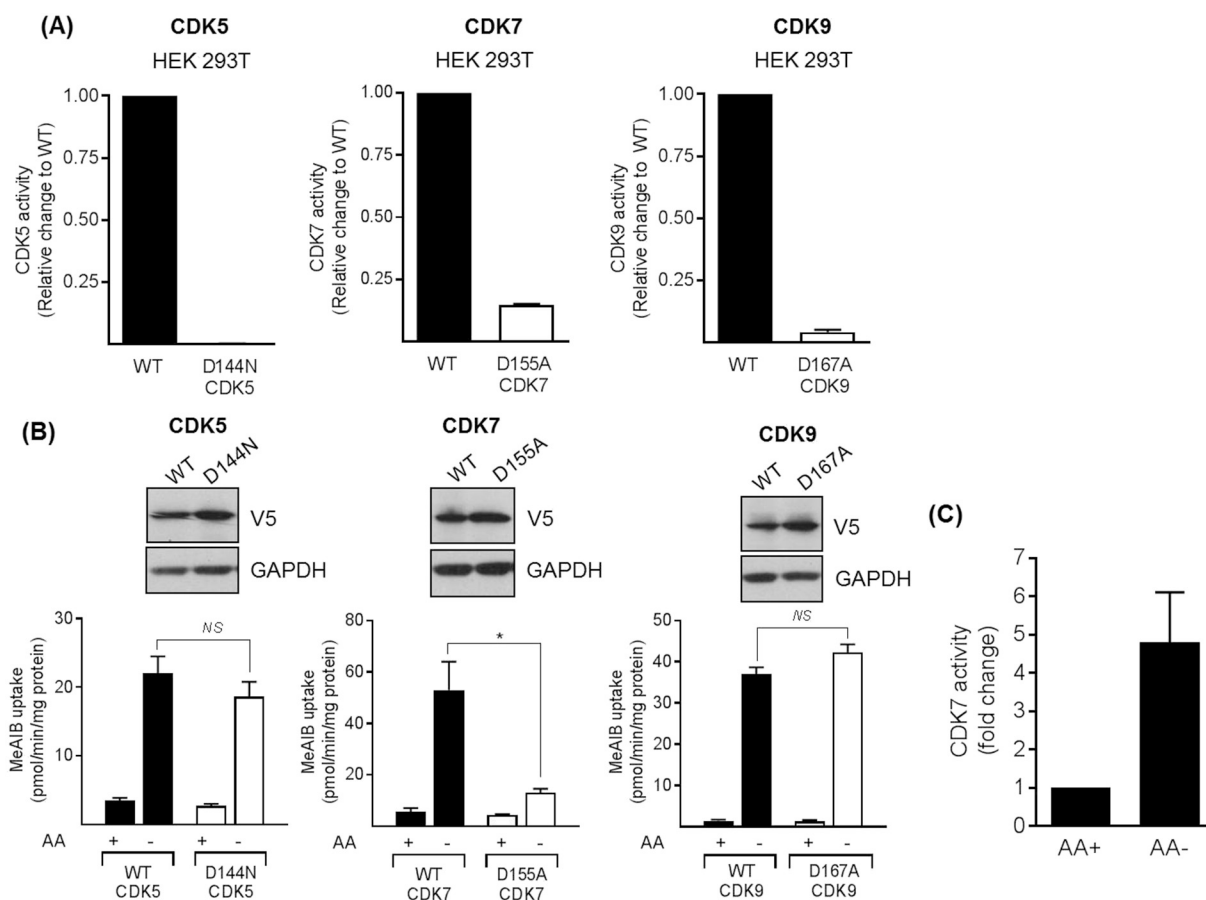 (A)
CDK5
HEK 293T
CDK5 activity
(Relative change to WT)
1.00
0.75
0.50
0.25
WT
D144N
CDK5
CDK7
HEK 293T
CDK7 activity
(Relative change to WT)
1.00
0.75
0.50
0.25
WT
D155A
CDK7
CDK9
HEK 293T
CDK9 activity
(Relative change to WT)
1.00
0.75
0.50
0.25
WT
D167A
CDK9
(B)
CDK5
WT D144N
V5
GAPDH
MeAIB uptake
(pmol/min/mg protein)
30
20
10
NS
AA + - + -
WT
CDK5
D144N
CDK5
CDK7
WT D155A
V5
GAPDH
MeAIB uptake
(pmol/min/mg protein)
80
60
40
20
*
AA + - + -
WT
CDK7
D155A
CDK7
CDK9
WT D167A
V5
GAPDH
MeAIB uptake
(pmol/min/mg protein)
50
40
30
20
10
NS
AA + - + -
WT
CDK9
D167A
CDK9
(C)
CDK7 activity
(fold change)
7
6
5
4
3
2
1
0
AA+ AA-